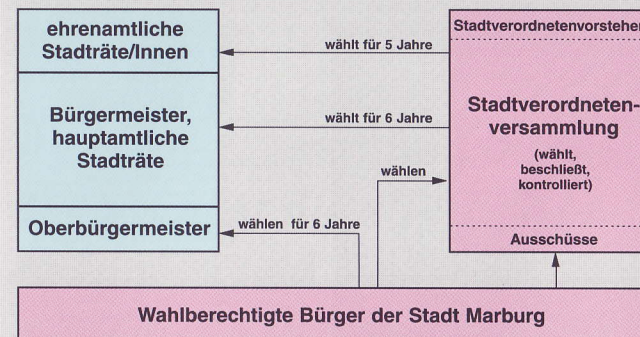 ehrenamtliche
Stadträte/Innen
Bürgermeister,
hauptamtliche
Stadträte
Oberbürgermeister
wählt für 5 Jahre
wählt für 6 Jahre
wählen
wählen für 6 Jahre
Stadtverordnetenvorsteher
Stadtverordneten-
versammlung
(wählt,
beschließt,
kontrolliert)
Ausschüsse
Wahlberechtigte Bürger der Stadt Marburg